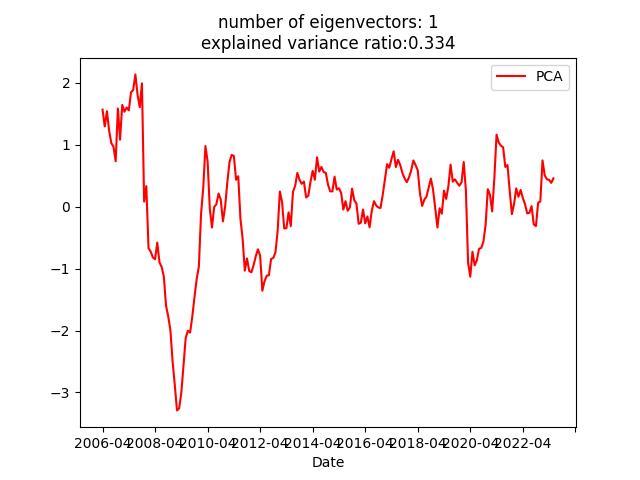 number of eigenvectors: 1
explained variance ratio:0.334
PCA
2
1
0
−1
−2
−3
2006-04 2008-04 2010-04 2012-04 2014-04 2016-04 2018-04 2020-04 2022-04
Date